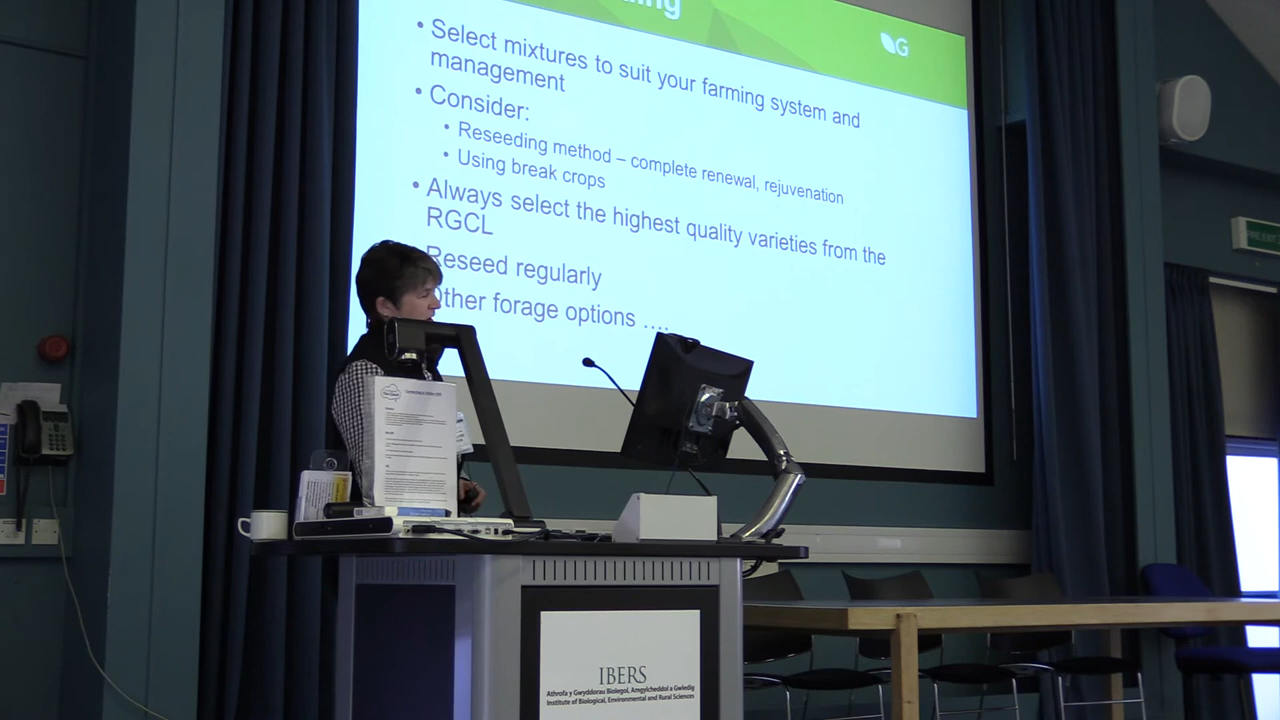 G
• Select mixtures to suit your farming system and
management
• Consider:
• Reseeding method – complete renewal, rejuvenation
• Using break crops
• Always select the highest quality varieties from the
RGCL
Reseed regularly
Other forage options ....
IBERS
Athrofa y Gwyddorau Biolegol, Amgylcheddol a Gwledig
Institute of Biological, Environmental and Rural Sciences